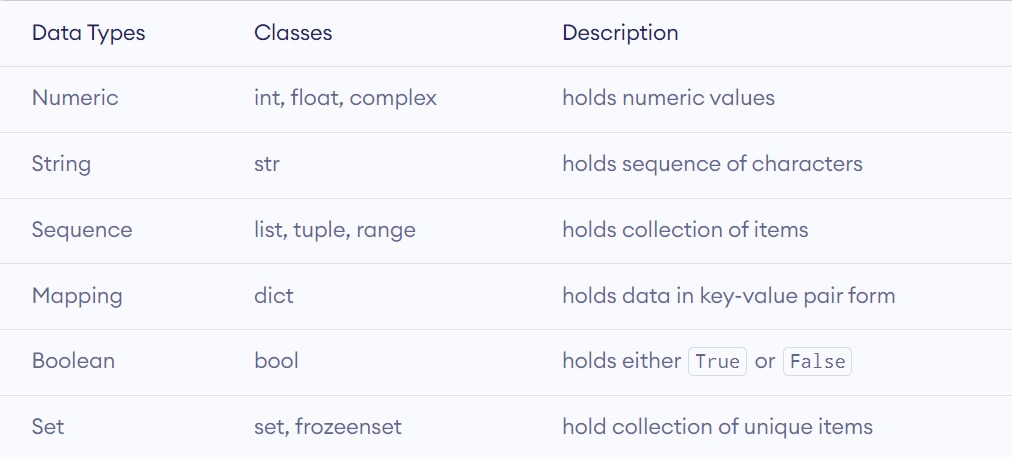 Data Types Classes Description
Numeric int, float, complex holds numeric values
String str holds sequence of characters
Sequence list, tuple, range holds collection of items
Mapping dict holds data in key-value pair form
Boolean bool holds either True or False
Set set, frozeenset hold collection of unique items